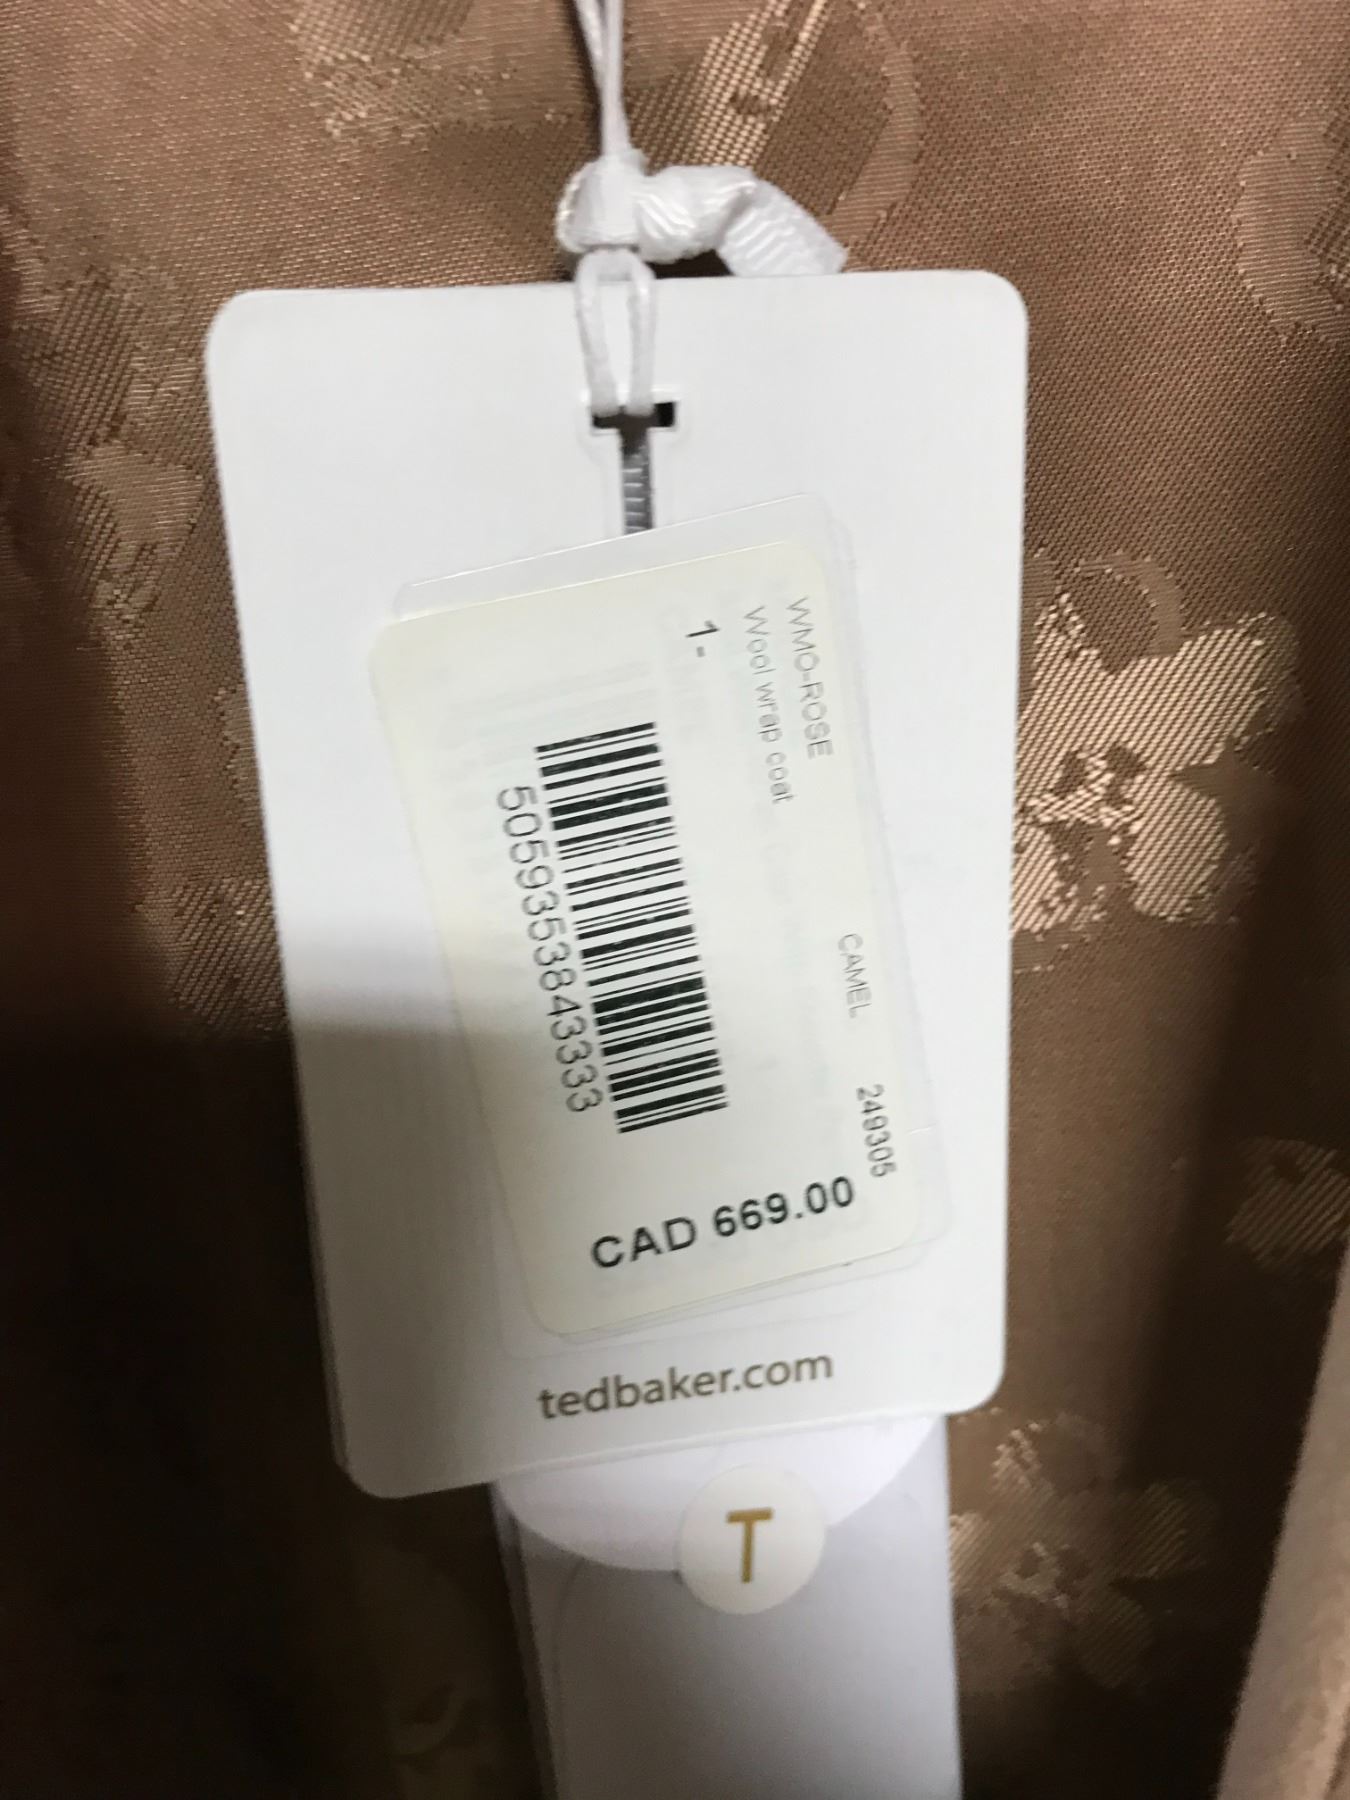 WMO-ROSE CAMEL 249305
Wool wrap coat
1-
5059353843333
CAD 669.00
tedbaker.com
T